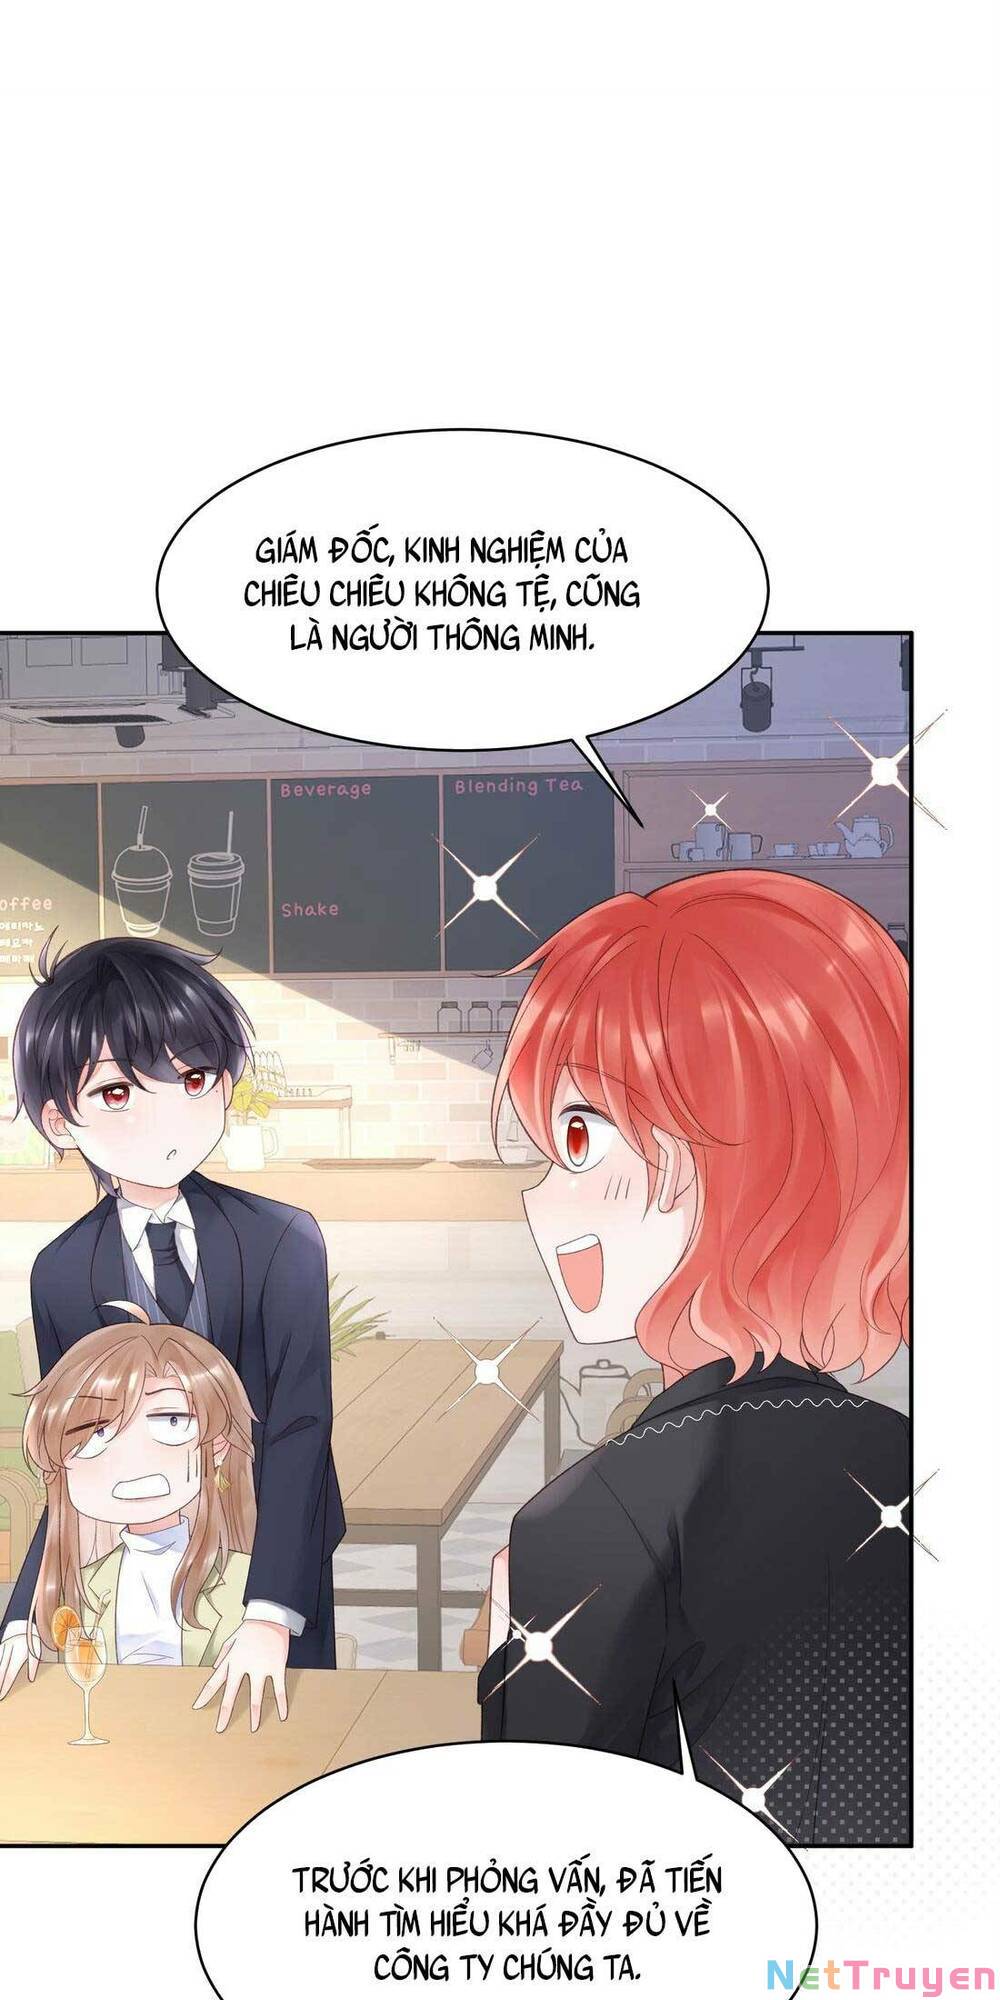 GIÁM ĐỐC, KINH NGHIỆM CỦA
CHIÊU CHIÊU KHÔNG TỆ, CŨNG
LÀ NGƯỜI THÔNG MINH.
Beverage
Blending Tea
Shake
offee
TRƯỚC KHI PHỎNG VẤN, ĐÃ TIẾN
HÀNH TÌM HIỂU KHÁ ĐẦY ĐỦ VỀ
CÔNG TY CHÚNG TA.
NetTruyen